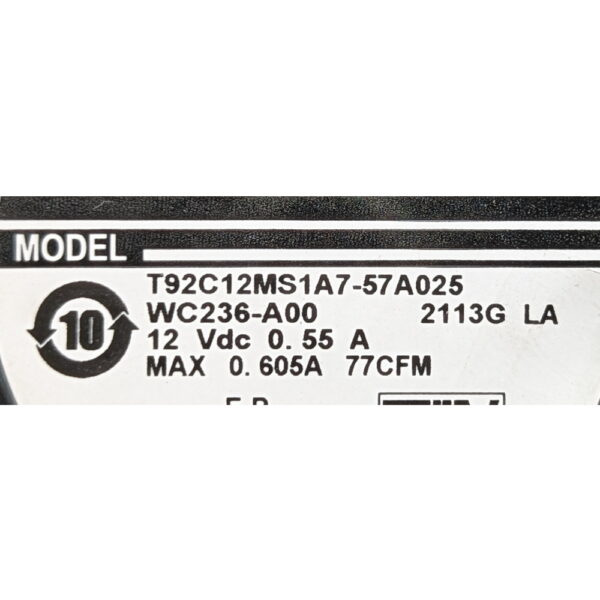 MODEL
T92C12MS1A7-57A025
WC236-A00 2113G LA
10
12 Vdc 0.55 A
MAX 0.605A 77CFM